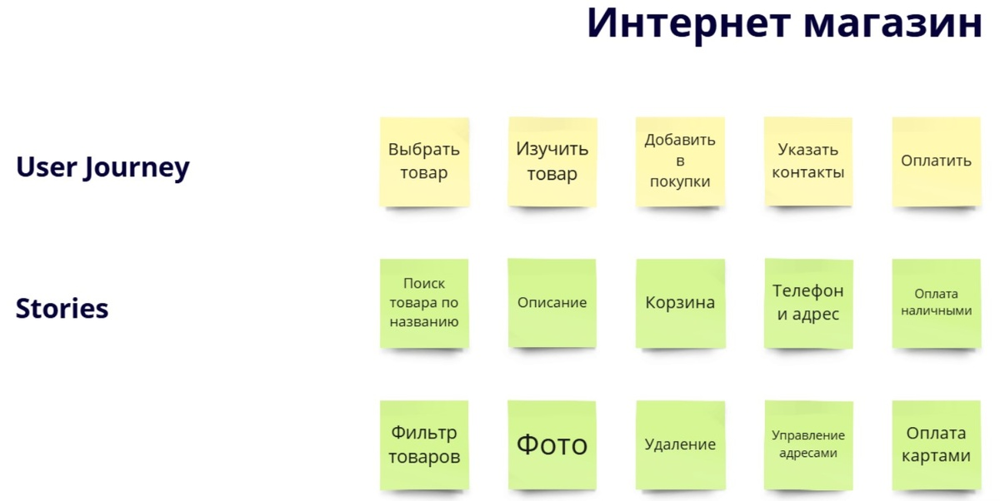 Интернет магазин
User Journey
Выбрать
товар
Изучить
товар
Добавить
в
покупки
Указать
контакты
Оплатить
Stories
Поиск
товара по
названию
Описание
Корзина
Телефон
и адрес
Оплата
наличными
Фильтр
товаров
Фото
Удаление
Управление
адресами
Оплата
картами